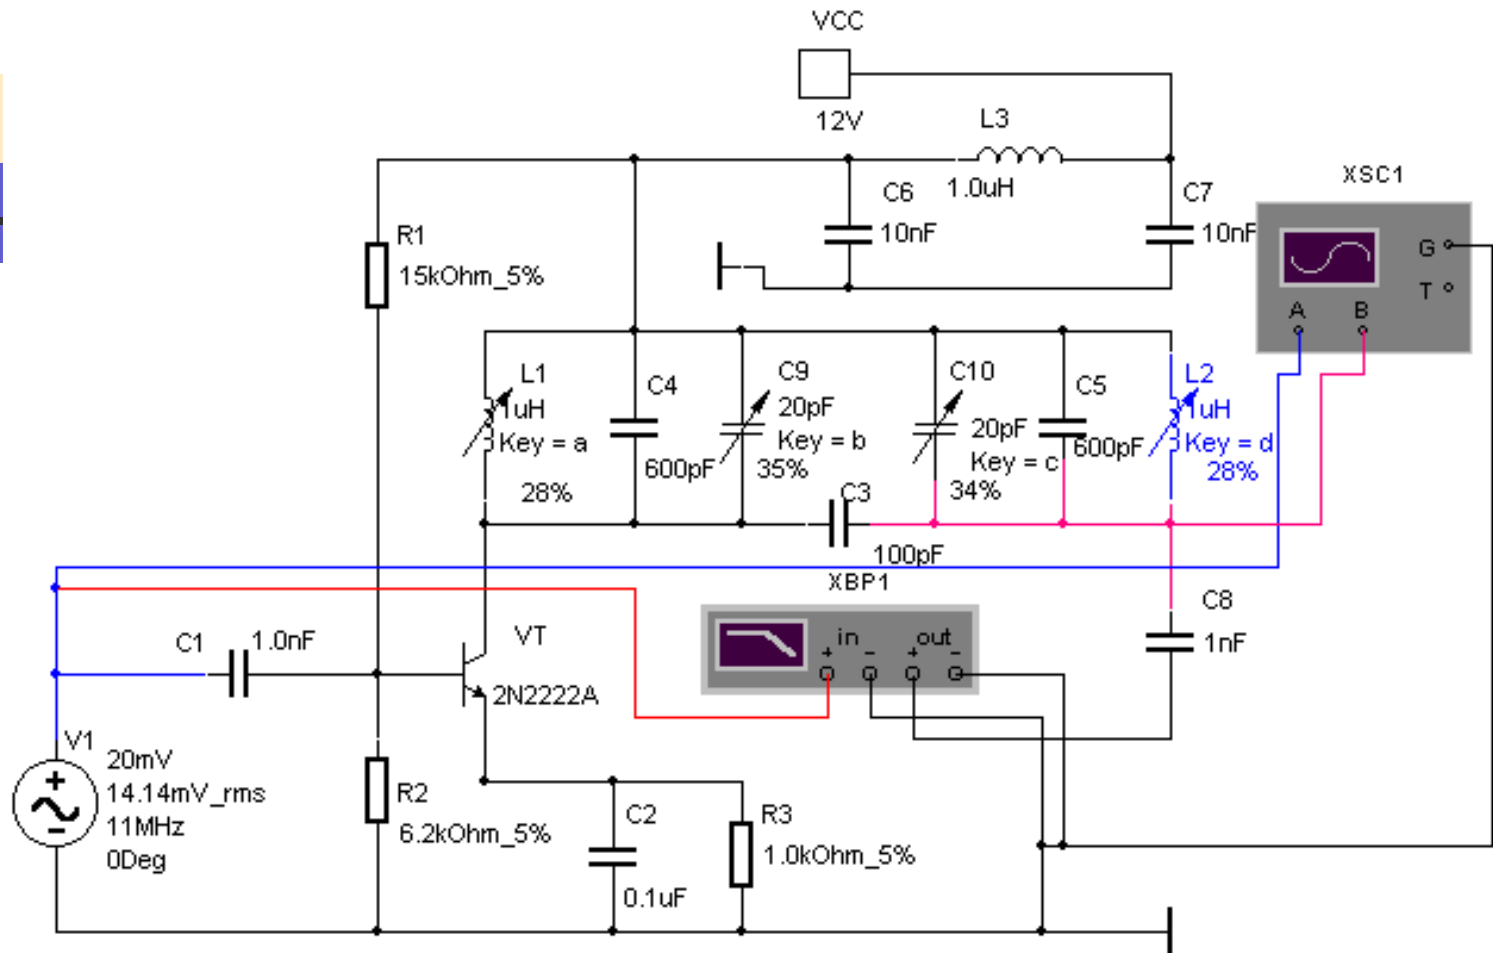 VCC
12V
L3
1.0uH
C6
10nF
C7
10nF
XSC1
G
T
A
B
R1
15kOhm_5%
L1
1uH
Key = a
28%
C4
600pF
C9
20pF
Key = b
35%
C10
20pF
Key = c
34%
C5
600pF
L2
1uH
Key = d
28%
C3
100pF
XBP1
in
out
+
-
+
-
C8
1nF
C1
1.0nF
VT
2N2222A
V1
20mV
14.14mV_rms
11MHz
0Deg
R2
6.2kOhm_5%
C2
0.1uF
R3
1.0kOhm_5%